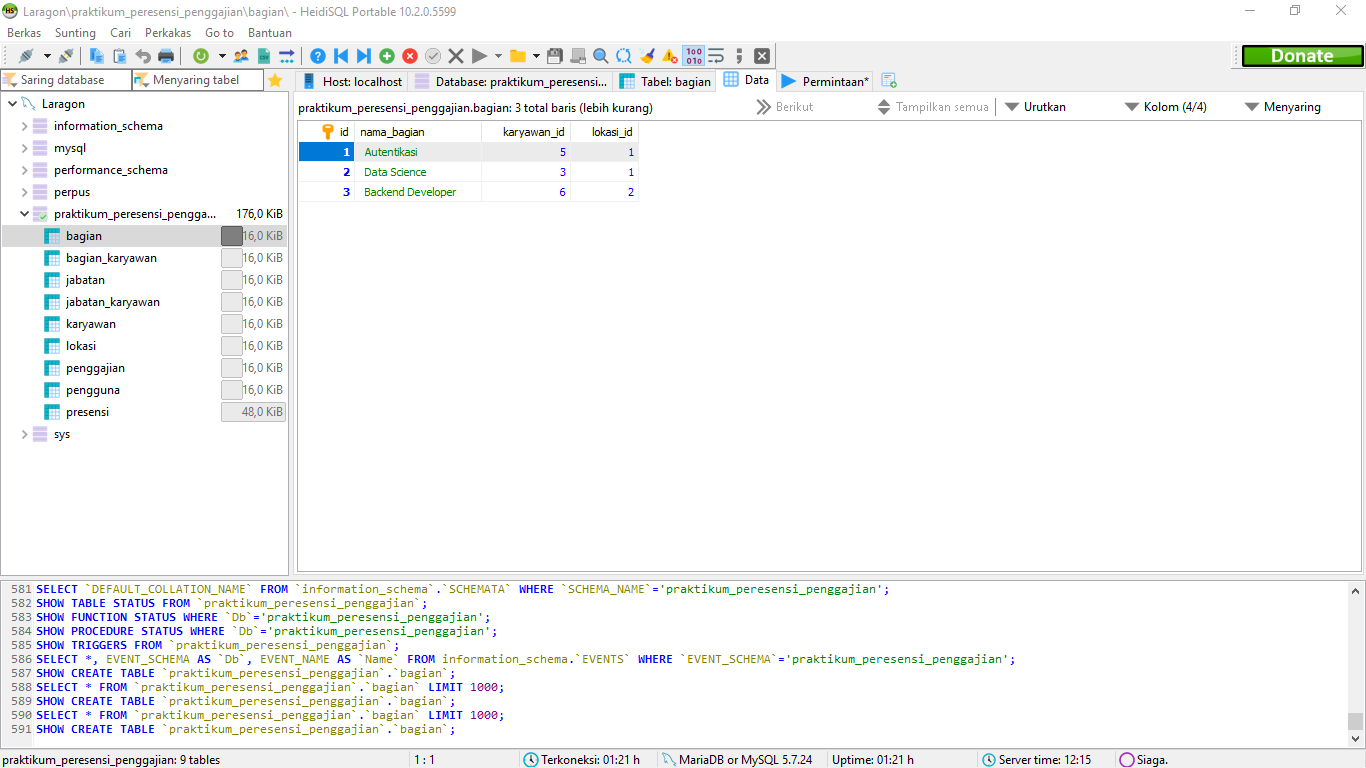 Laragon\praktikum_peresensi_penggajian\bagian\ - HeidiSQL Portable 10.2.0.5599
Berkas Sunting Cari Perkakas Go to Bantuan
Donate
Saring database Menyaring tabel
Host: localhost Database: praktikum_peresensi... Tabel: bagian Data Permintaan*
Laragon
information_schema
mysql
performance_schema
perpus
praktikum_peresensi_pengga... 176,0 KiB
bagian 16,0 KiB
bagian_karyawan 16,0 KiB
jabatan 16,0 KiB
jabatan_karyawan 16,0 KiB
karyawan 16,0 KiB
lokasi 16,0 KiB
penggajian 16,0 KiB
pengguna 16,0 KiB
presensi 48,0 KiB
sys
praktikum_peresensi_penggajian.bagian: 3 total baris (lebih kurang) Berikut Tampilkan semua Urutkan Kolom (4/4) Menyaring
id nama_bagian karyawan_id lokasi_id
1 Autentikasi 5 1
2 Data Science 3 1
3 Backend Developer 6 2
581 SELECT `DEFAULT_COLLATION_NAME` FROM `information_schema`.`SCHEMATA` WHERE `SCHEMA_NAME`='praktikum_peresensi_penggajian';
582 SHOW TABLE STATUS FROM `praktikum_peresensi_penggajian`;
583 SHOW FUNCTION STATUS WHERE `Db`='praktikum_peresensi_penggajian';
584 SHOW PROCEDURE STATUS WHERE `Db`='praktikum_peresensi_penggajian';
585 SHOW TRIGGERS FROM `praktikum_peresensi_penggajian`;
586 SELECT *, EVENT_SCHEMA AS `Db`, EVENT_NAME AS `Name` FROM information_schema.`EVENTS` WHERE `EVENT_SCHEMA`='praktikum_peresensi_penggajian';
587 SHOW CREATE TABLE `praktikum_peresensi_penggajian`.`bagian`;
588 SELECT * FROM `praktikum_peresensi_penggajian`.`bagian` LIMIT 1000;
589 SHOW CREATE TABLE `praktikum_peresensi_penggajian`.`bagian`;
590 SELECT * FROM `praktikum_peresensi_penggajian`.`bagian` LIMIT 1000;
591 SHOW CREATE TABLE `praktikum_peresensi_penggajian`.`bagian`;
praktikum_peresensi_penggajian: 9 tables 1 : 1 Terkoneksi: 01:21 h MariaDB or MySQL 5.7.24 Uptime: 01:21 h Server time: 12:15 Siaga.